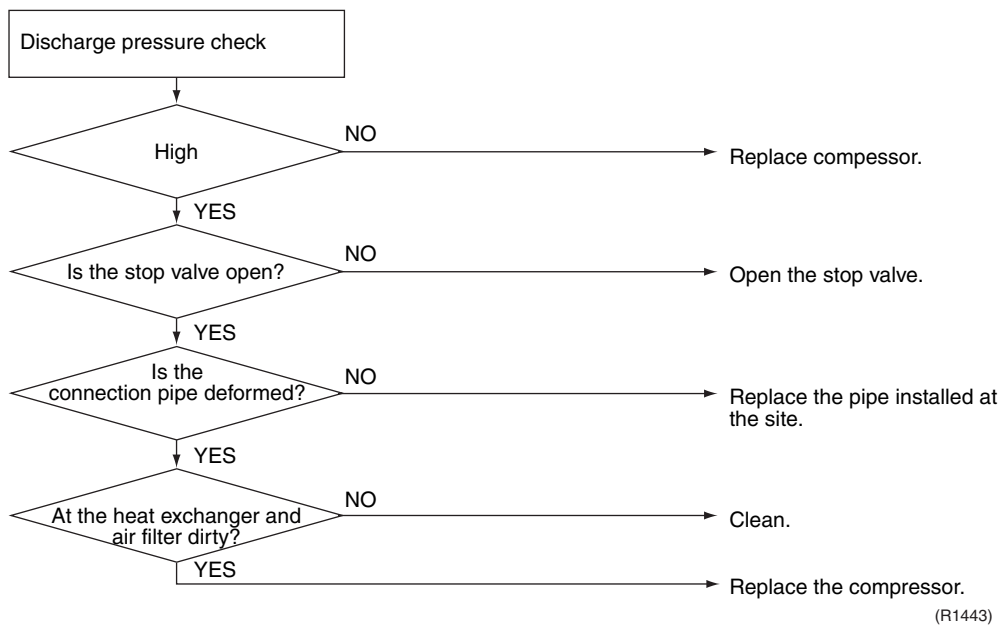 Discharge pressure check
High
NO
Replace compessor.
YES
Is the stop valve open?
NO
Open the stop valve.
YES
Is the
connection pipe deformed?
NO
Replace the pipe installed at
the site.
YES
At the heat exchanger and
air filter dirty?
NO
Clean.
YES
Replace the compressor.
(R1443)